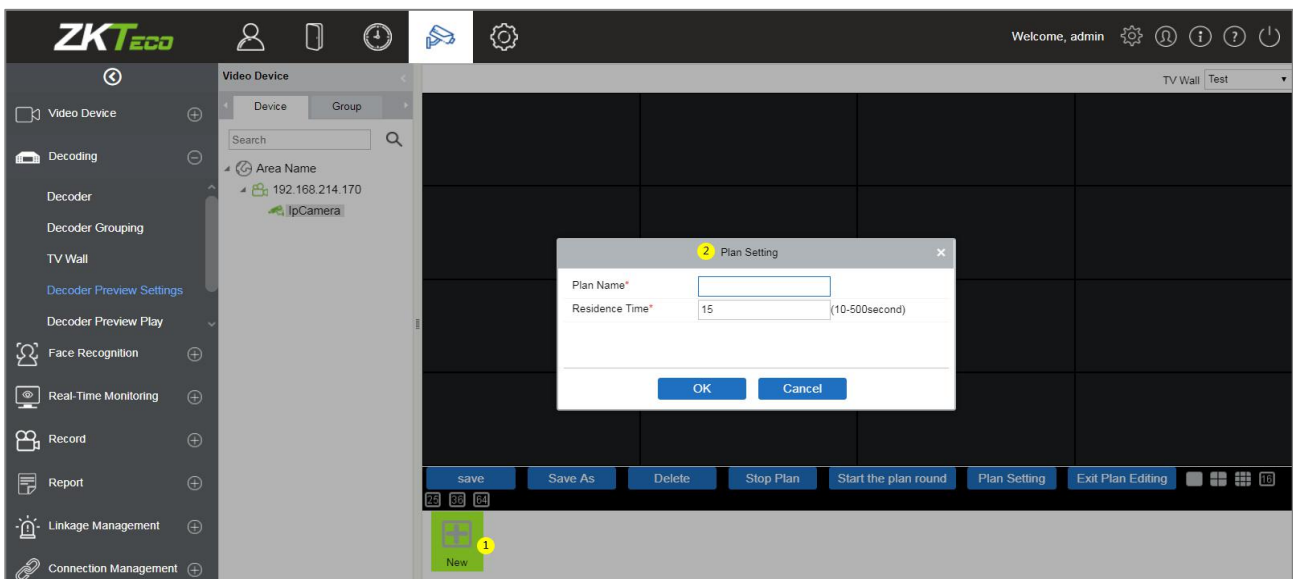 ZKTeco
Welcome, admin
Video Device
Decoding
Decoder
Decoder Grouping
TV Wall
Decoder Preview Settings
Decoder Preview Play
Face Recognition
Real-Time Monitoring
Record
Report
Linkage Management
Connection Management
Video Device
Device Group
Search
Area Name
192.168.214.170
IpCamera
TV Wall Test
2 Plan Setting
Plan Name*
Residence Time* 15 (10-500second)
OK Cancel
save Save As Delete Stop Plan Start the plan round Plan Setting Exit Plan Editing 16
25 36 64
1
New